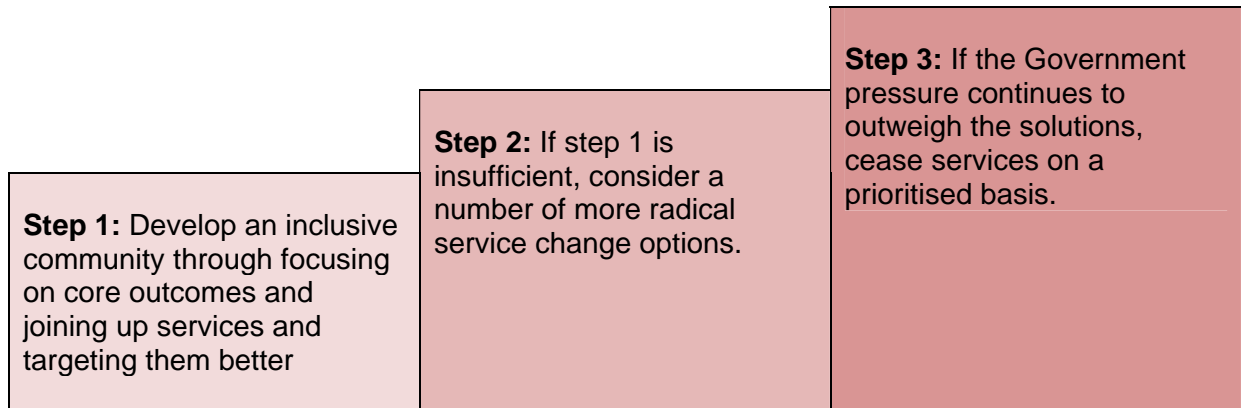 Step 1: Develop an inclusive
community through focusing
on core outcomes and
joining up services and
targeting them better
Step 2: If step 1 is
insufficient, consider a
number of more radical
service change options.
Step 3: If the Government
pressure continues to
outweigh the solutions,
cease services on a
prioritised basis.